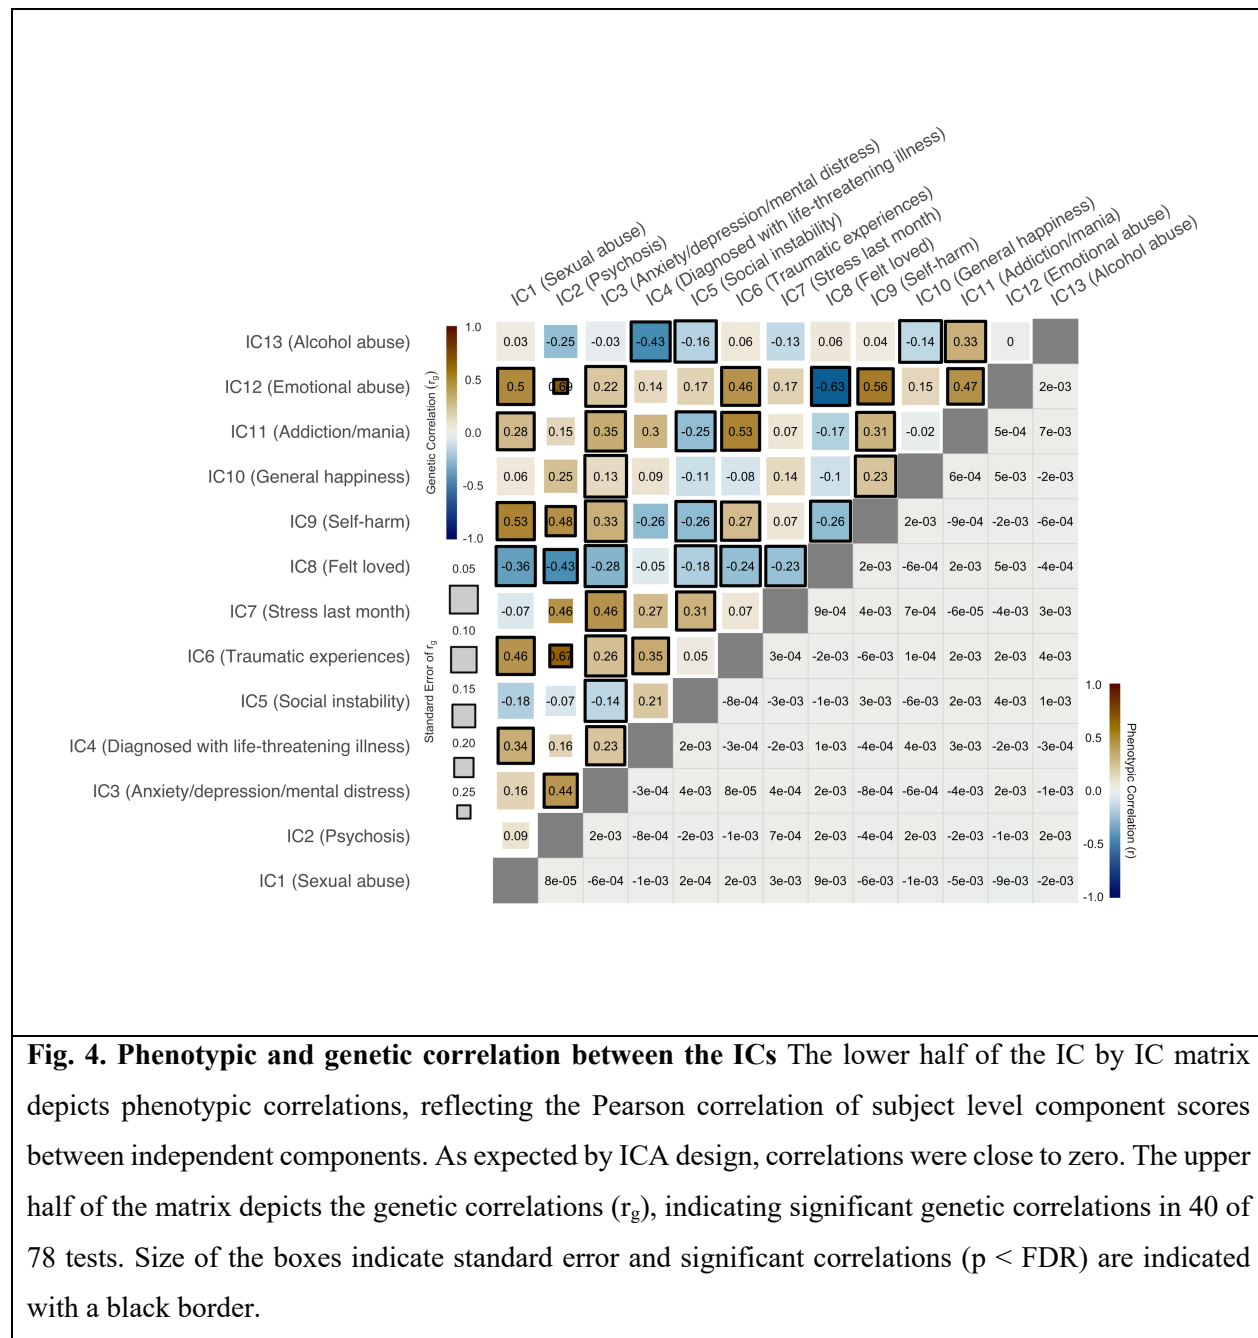 IC1 (Sexual abuse)
IC2 (Psychosis)
IC3 (Anxiety/depression/mental distress)
IC4 (Diagnosed with life-threatening illness)
IC5 (Social instability)
IC6 (Traumatic experiences)
IC7 (Stress last month)
IC8 (Felt loved)
IC9 (Self-harm)
IC10 (General happiness)
IC11 (Addiction/mania)
IC12 (Emotional abuse)
IC13 (Alcohol abuse)
IC13 (Alcohol abuse) 0.03 -0.25 -0.03 -0.43 -0.16 0.06 -0.13 0.06 0.04 -0.14 0.33 0
IC12 (Emotional abuse) 0.5 0.69 0.22 0.14 0.17 0.46 0.17 -0.63 0.56 0.15 0.47 2e-03
IC11 (Addiction/mania) 0.28 0.15 0.35 0.3 -0.25 0.53 0.07 -0.17 0.31 -0.02 5e-04 7e-03
IC10 (General happiness) 0.06 0.25 0.13 0.09 -0.11 -0.08 0.14 -0.1 0.23 6e-04 5e-03 -2e-03
IC9 (Self-harm) 0.53 0.48 0.33 -0.26 -0.26 0.27 0.07 -0.26 2e-03 -9e-04 -2e-03 -6e-04
IC8 (Felt loved) -0.36 -0.43 -0.28 -0.05 -0.18 -0.24 -0.23 2e-03 -6e-04 2e-03 5e-03 -4e-04
IC7 (Stress last month) -0.07 0.46 0.46 0.27 0.31 0.07 9e-04 4e-03 7e-04 -6e-05 -4e-03 3e-03
IC6 (Traumatic experiences) 0.46 0.67 0.26 0.35 0.05 3e-04 -2e-03 -6e-03 1e-04 2e-03 2e-03 4e-03
IC5 (Social instability) -0.18 -0.07 -0.14 0.21 -8e-04 -3e-03 -1e-03 3e-03 -6e-03 2e-03 4e-03 1e-03
IC4 (Diagnosed with life-threatening illness) 0.34 0.16 0.23 2e-03 -3e-04 -2e-03 1e-03 -4e-04 4e-03 3e-03 -2e-03 -3e-04
IC3 (Anxiety/depression/mental distress) 0.16 0.44 -3e-04 4e-03 8e-05 4e-04 2e-03 -8e-04 -6e-04 -4e-03 2e-03 -1e-03
IC2 (Psychosis) 0.09 2e-03 -8e-04 -2e-03 -1e-03 7e-04 2e-03 -4e-04 2e-03 -2e-03 -1e-03 2e-03
IC1 (Sexual abuse) 8e-05 -6e-04 -1e-03 2e-04 2e-03 3e-03 9e-03 -6e-03 -1e-03 -5e-03 -9e-03 -2e-03
Genetic Correlation (rg)
1.0
0.5
0.0
-0.5
-1.0
Standard Error of rg
0.05
0.10
0.15
0.20
0.25
1.0
0.5
0.0
-0.5
-1.0
Phenotypic Correlation (r)
Fig. 4. Phenotypic and genetic correlation between the ICs The lower half of the IC by IC matrix
depicts phenotypic correlations, reflecting the Pearson correlation of subject level component scores
between independent components. As expected by ICA design, correlations were close to zero. The upper
half of the matrix depicts the genetic correlations (rg), indicating significant genetic correlations in 40 of
78 tests. Size of the boxes indicate standard error and significant correlations (p < FDR) are indicated
with a black border.